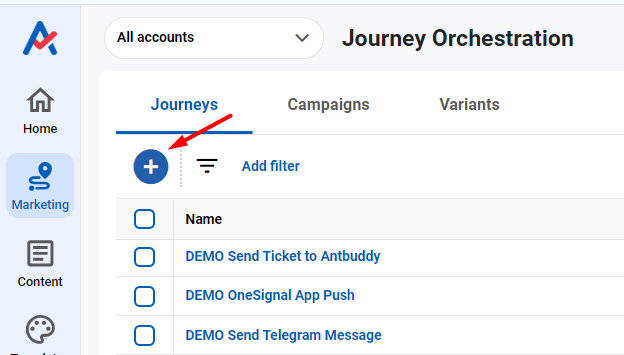 All accounts
Journey Orchestration
Journeys
Campaigns
Variants
Home
Add filter
Marketing
Name
DEMO Send Ticket to Antbuddy
Content
DEMO OneSignal App Push
DEMO Send Telegram Message